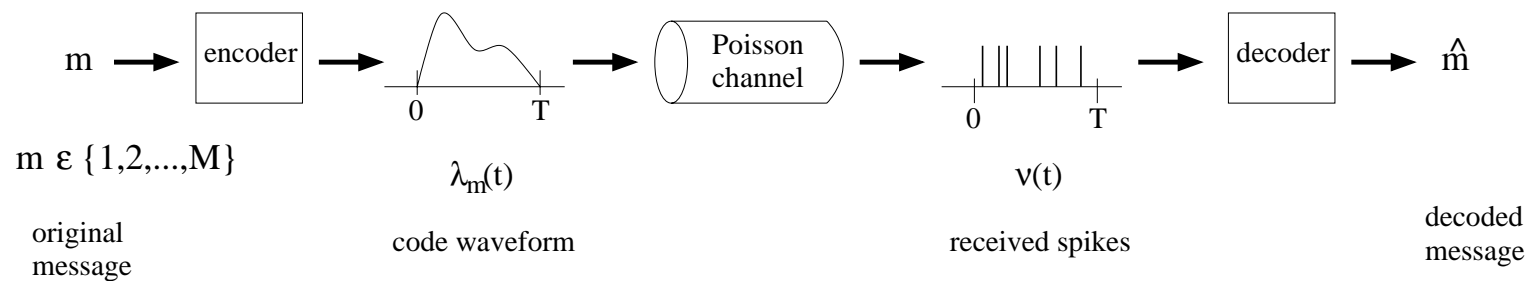 m
encoder
0 T
Poisson
channel
0 T
decoder
m̂
m ε {1,2,...,M}
λm(t)
ν(t)
original
message
code waveform
received spikes
decoded
message